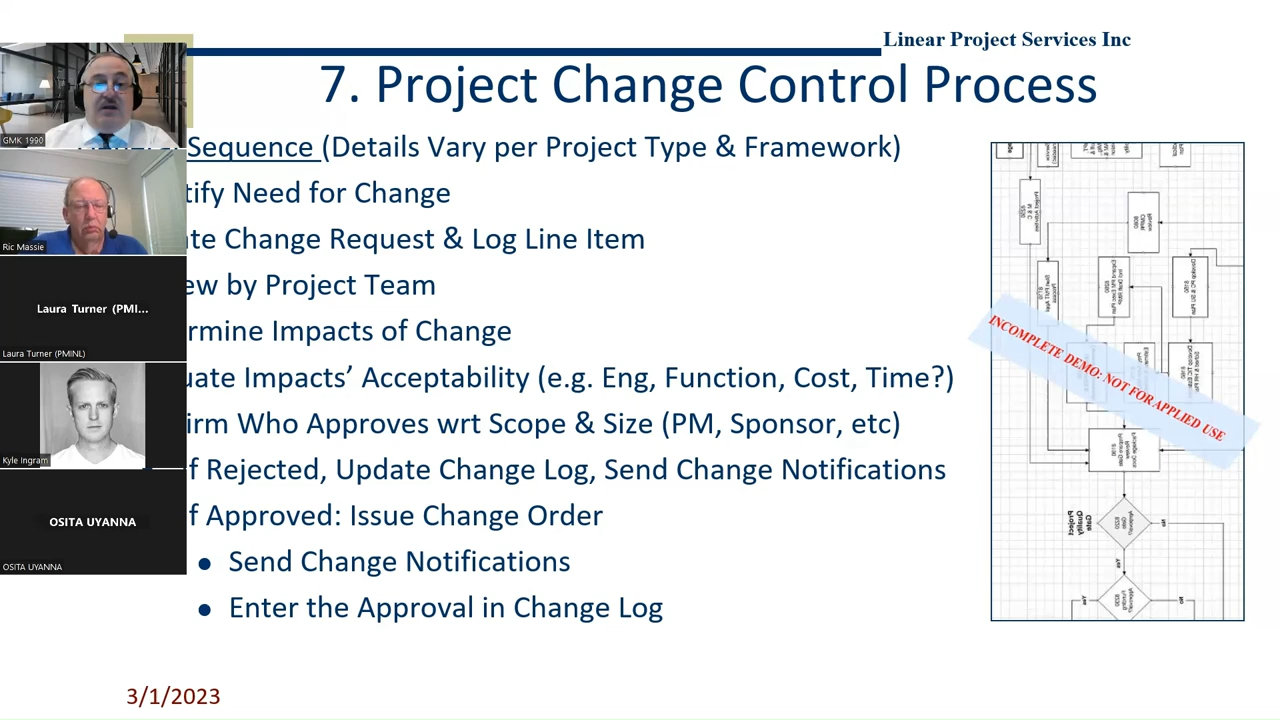 Linear Project Services Inc
7. Project Change Control Process
Sequence (Details Vary per Project Type & Framework)
tify Need for Change
te Change Request & Log Line Item
ew by Project Team
rmine Impacts of Change
uate Impacts’ Acceptability (e.g. Eng, Function, Cost, Time?)
irm Who Approves wrt Scope & Size (PM, Sponsor, etc)
f Rejected, Update Change Log, Send Change Notifications
f Approved: Issue Change Order
● Send Change Notifications
● Enter the Approval in Change Log
3/1/2023
GMK 1990
Ric Massie
Laura Turner (PMI...
Laura Turner (PMINL)
Kyle Ingram
OSITA UYANNA
OSITA UYANNA
INCOMPLETE DEMO: NOT FOR APPLIED USE
No
Yes
No
Yes